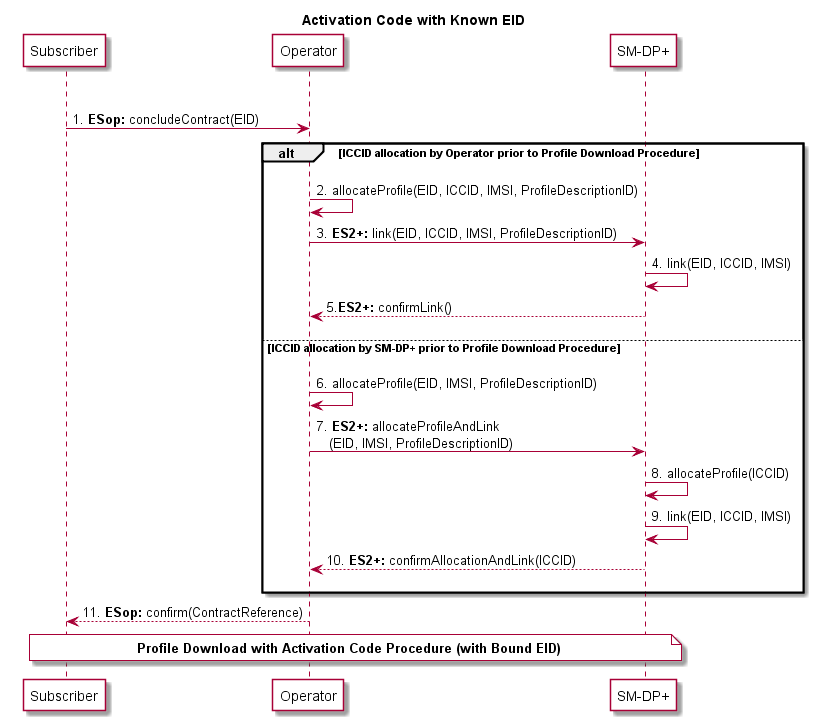 Activation Code with Known EID
Subscriber
Operator
SM-DP+
1. ESop: concludeContract(EID)
alt
[ICCID allocation by Operator prior to Profile Download Procedure]
2. allocateProfile(EID, ICCID, IMSI, ProfileDescriptionID)
3. ES2+: link(EID, ICCID, IMSI, ProfileDescriptionID)
4. link(EID, ICCID, IMSI)
5.ES2+: confirmLink()
[ICCID allocation by SM-DP+ prior to Profile Download Procedure]
6. allocateProfile(EID, IMSI, ProfileDescriptionID)
7. ES2+: allocateProfileAndLink
(EID, IMSI, ProfileDescriptionID)
8. allocateProfile(ICCID)
9. link(EID, ICCID, IMSI)
10. ES2+: confirmAllocationAndLink(ICCID)
11. ESop: confirm(ContractReference)
Profile Download with Activation Code Procedure (with Bound EID)
Subscriber
Operator
SM-DP+